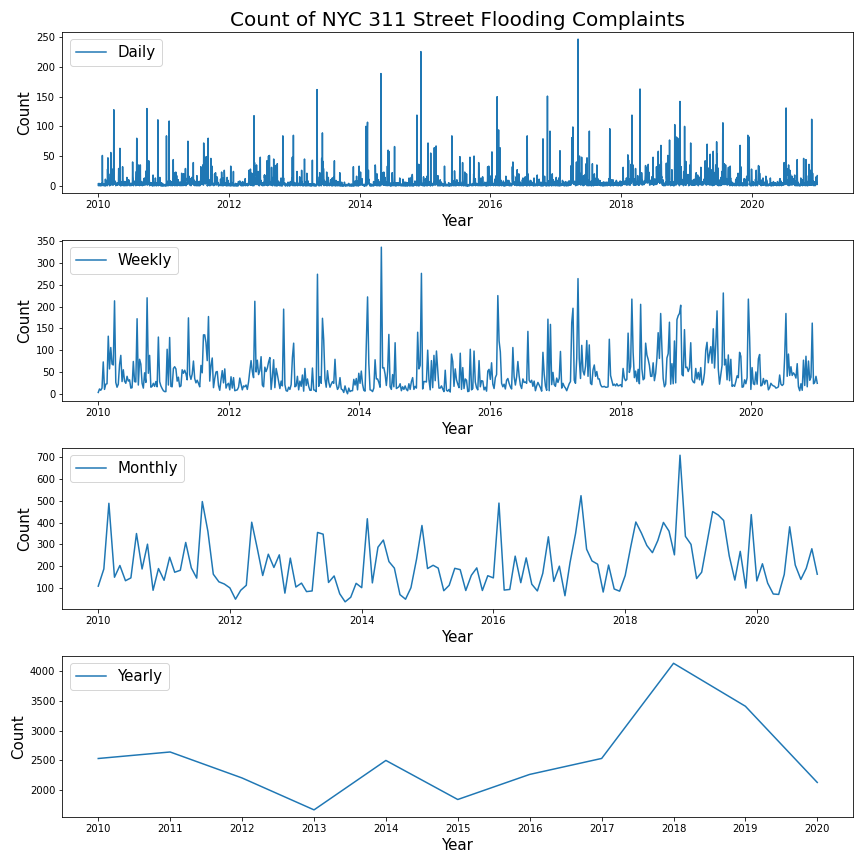 Count of NYC 311 Street Flooding Complaints
Daily
Count
250
200
150
100
50
0
2010 2012 2014 2016 2018 2020
Year
Weekly
Count
350
300
250
200
150
100
50
0
2010 2012 2014 2016 2018 2020
Year
Monthly
Count
700
600
500
400
300
200
100
2010 2012 2014 2016 2018 2020
Year
Yearly
Count
4000
3500
3000
2500
2000
2010 2011 2012 2013 2014 2015 2016 2017 2018 2019 2020
Year